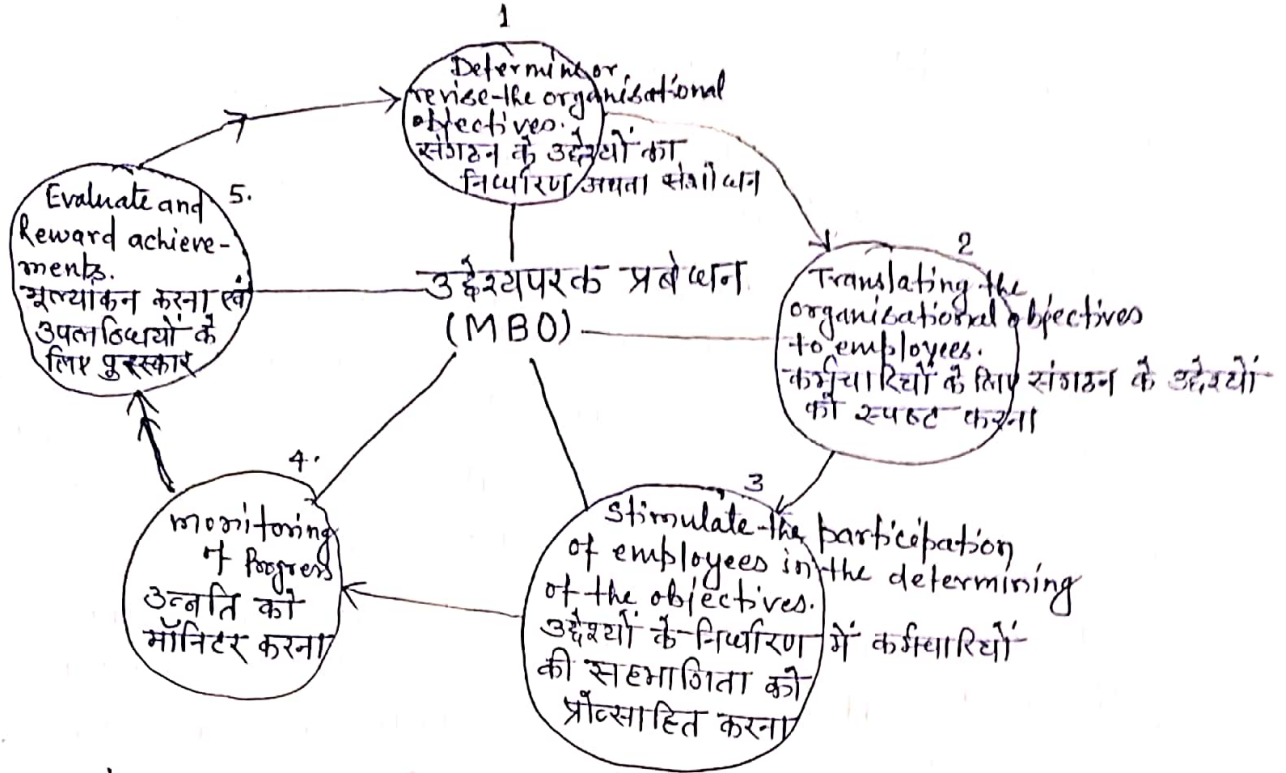 1
Determine or
revise the organisational
objectives.
संगठन के उद्देश्यों का
निर्धारण अथवा संशोधन
2
Translating the
organisational objectives
to employees.
कर्मचारियों के लिए संगठन के उद्देश्यों
को स्पष्ट करना
3
Stimulate the participation
of employees in the determining
of the objectives.
उद्देश्यों के निर्धारण में कर्मचारियों
की सहभागिता को
प्रोत्साहित करना
4.
monitoring
of Progress
उन्नति को
मॉनिटर करना
5.
Evaluate and
Reward achieve-
ments.
मूल्यांकन करना एवं
उपलब्धियों के
लिए पुरस्कार
उद्देश्यपरक प्रबंधन
(MBO)